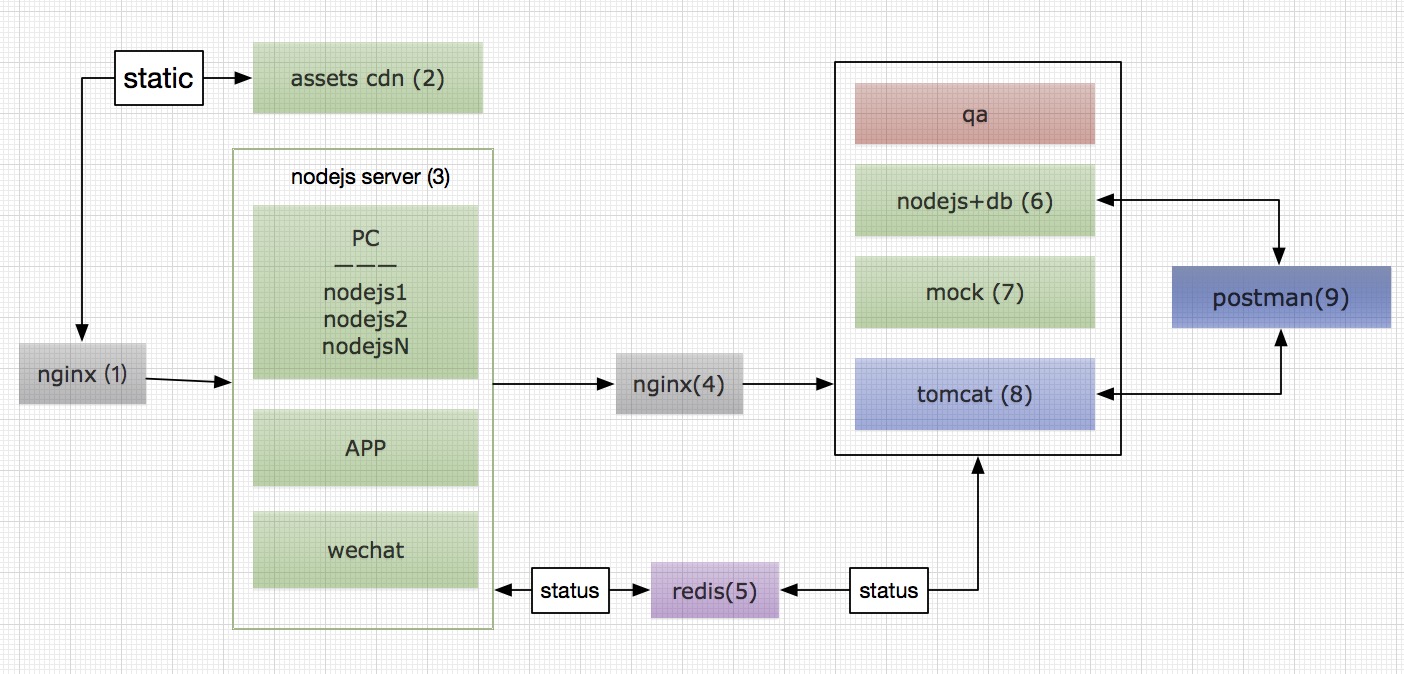 static
assets cdn (2)
nodejs server (3)
PC
———
nodejs1
nodejs2
nodejsN
APP
wechat
nginx (1)
nginx(4)
status
redis(5)
status
qa
nodejs+db (6)
mock (7)
tomcat (8)
postman(9)